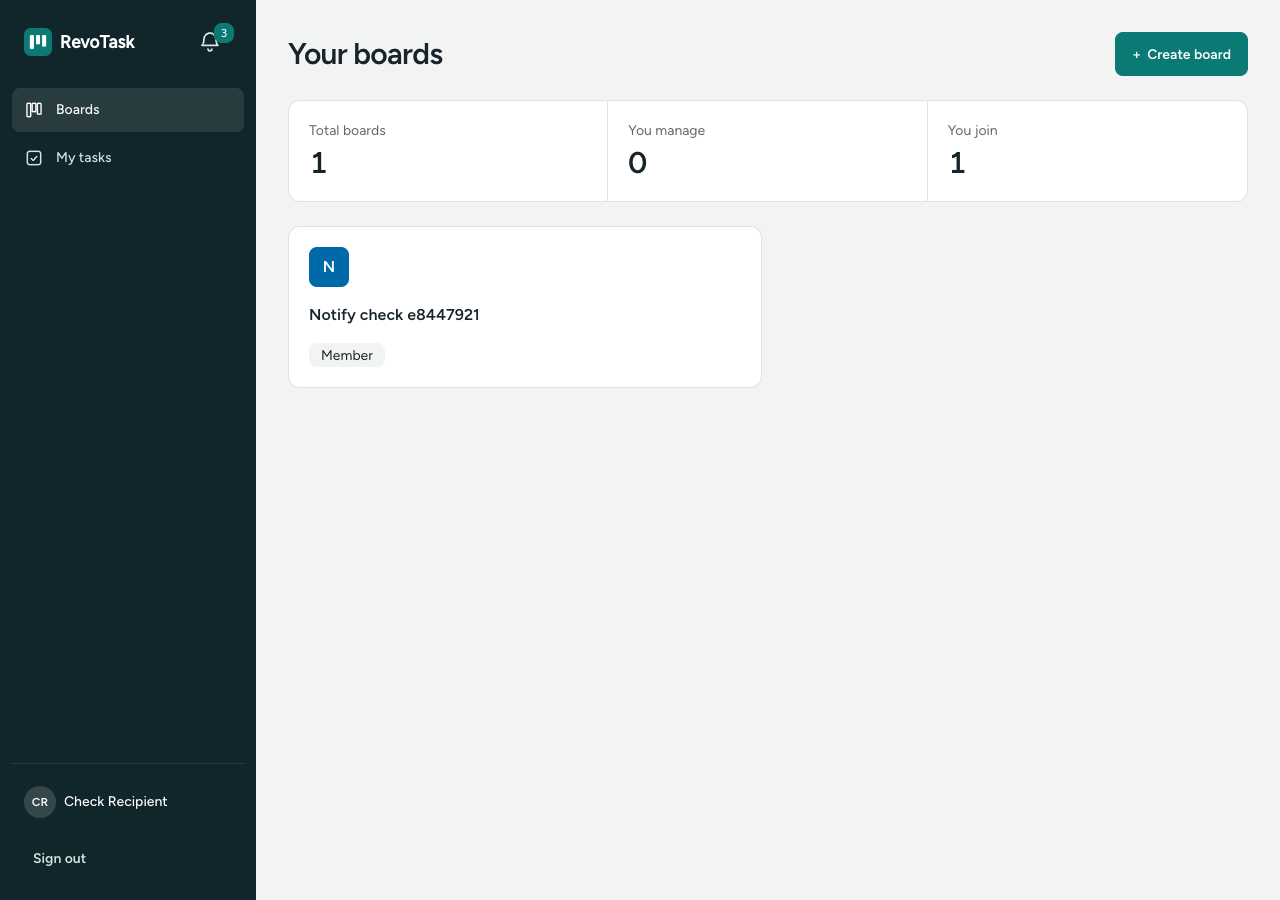 RevoTask
3
Boards
My tasks
Check Recipient
CR
Sign out
Your boards
+ Create board
Total boards
1
You manage
0
You join
1
N
Notify check e8447921
Member